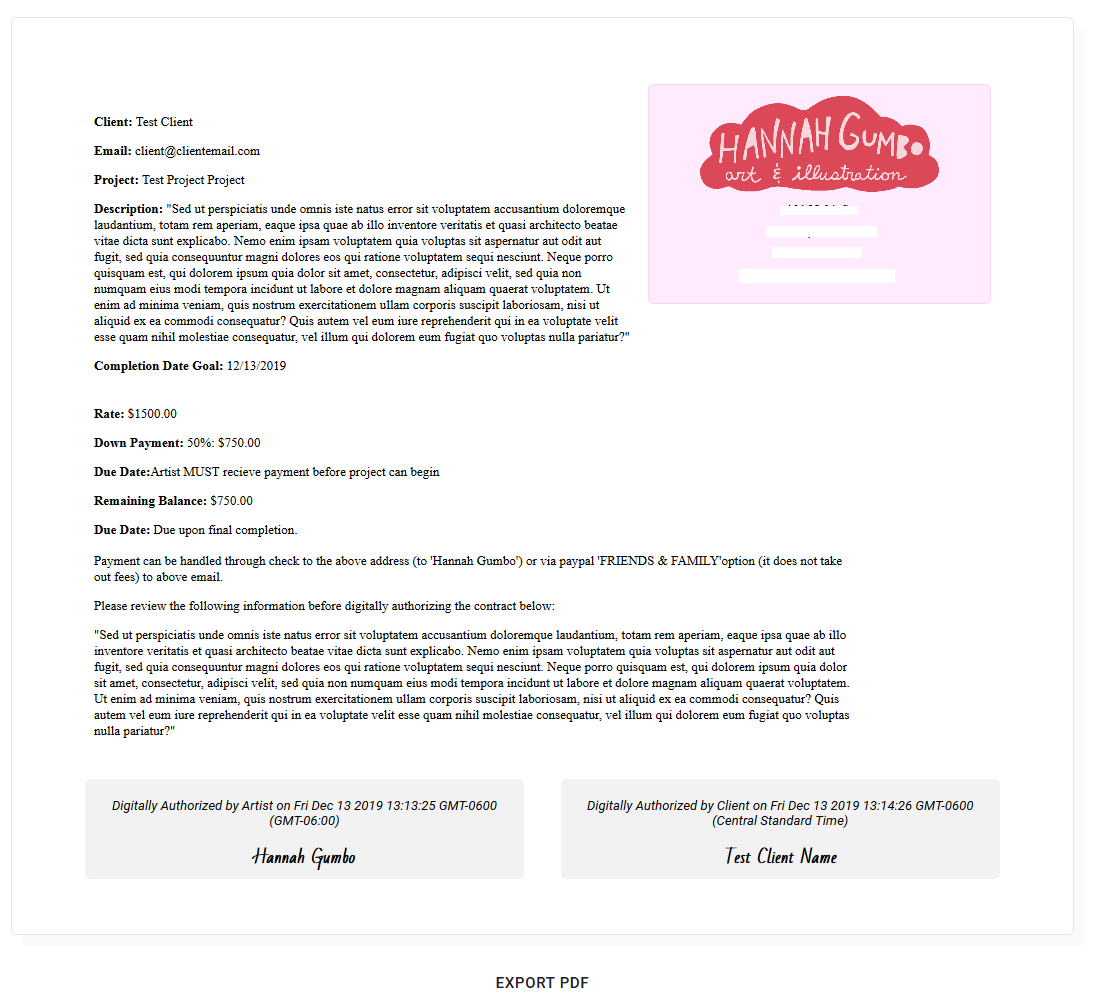 HANNAH GUMBO
art & illustration
Client: Test Client
Email: client@clientemail.com
Project: Test Project Project
Description: "Sed ut perspiciatis unde omnis iste natus error sit voluptatem accusantium doloremque
laudantium, totam rem aperiam, eaque ipsa quae ab illo inventore veritatis et quasi architecto beatae
vitae dicta sunt explicabo. Nemo enim ipsam voluptatem quia voluptas sit aspernatur aut odit aut
fugit, sed quia consequuntur magni dolores eos qui ratione voluptatem sequi nesciunt. Neque porro
quisquam est, qui dolorem ipsum quia dolor sit amet, consectetur, adipisci velit, sed quia non
numquam eius modi tempora incidunt ut labore et dolore magnam aliquam quaerat voluptatem. Ut
enim ad minima veniam, quis nostrum exercitationem ullam corporis suscipit laboriosam, nisi ut
aliquid ex ea commodi consequatur? Quis autem vel eum iure reprehenderit qui in ea voluptate velit
esse quam nihil molestiae consequatur, vel illum qui dolorem eum fugiat quo voluptas nulla pariatur?"
Completion Date Goal: 12/13/2019
Rate: $1500.00
Down Payment: 50%: $750.00
Due Date:Artist MUST recieve payment before project can begin
Remaining Balance: $750.00
Due Date: Due upon final completion.
Payment can be handled through check to the above address (to 'Hannah Gumbo') or via paypal 'FRIENDS & FAMILY'option (it does not take
out fees) to above email.
Please review the following information before digitally authorizing the contract below:
"Sed ut perspiciatis unde omnis iste natus error sit voluptatem accusantium doloremque laudantium, totam rem aperiam, eaque ipsa quae ab illo
inventore veritatis et quasi architecto beatae vitae dicta sunt explicabo. Nemo enim ipsam voluptatem quia voluptas sit aspernatur aut odit aut
fugit, sed quia consequuntur magni dolores eos qui ratione voluptatem sequi nesciunt. Neque porro quisquam est, qui dolorem ipsum quia dolor
sit amet, consectetur, adipisci velit, sed quia non numquam eius modi tempora incidunt ut labore et dolore magnam aliquam quaerat voluptatem.
Ut enim ad minima veniam, quis nostrum exercitationem ullam corporis suscipit laboriosam, nisi ut aliquid ex ea commodi consequatur? Quis
autem vel eum iure reprehenderit qui in ea voluptate velit esse quam nihil molestiae consequatur, vel illum qui dolorem eum fugiat quo voluptas
nulla pariatur?"
Digitally Authorized by Artist on Fri Dec 13 2019 13:13:25 GMT-0600
(GMT-06:00)
Hannah Gumbo
Digitally Authorized by Client on Fri Dec 13 2019 13:14:26 GMT-0600
(Central Standard Time)
Test Client Name
EXPORT PDF